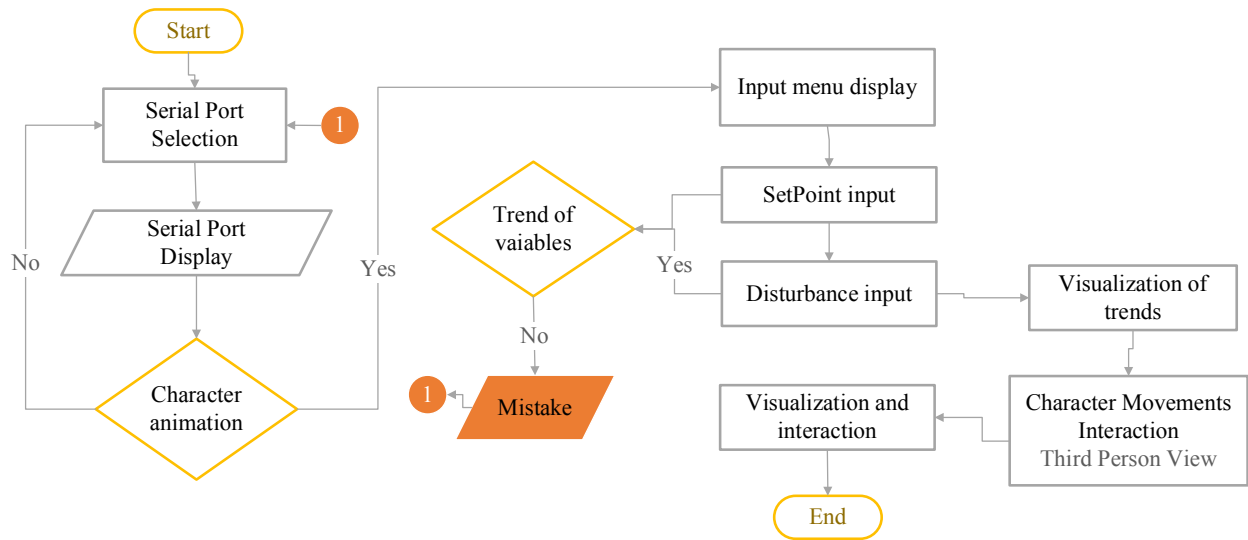 Start
Serial Port
Selection
1
Serial Port
Display
No
Yes
Character
animation
Input menu display
SetPoint input
Trend of
vaiables
Yes
Disturbance input
Visualization of
trends
No
1
Mistake
Visualization and
interaction
Character Movements
Interaction
Third Person View
End